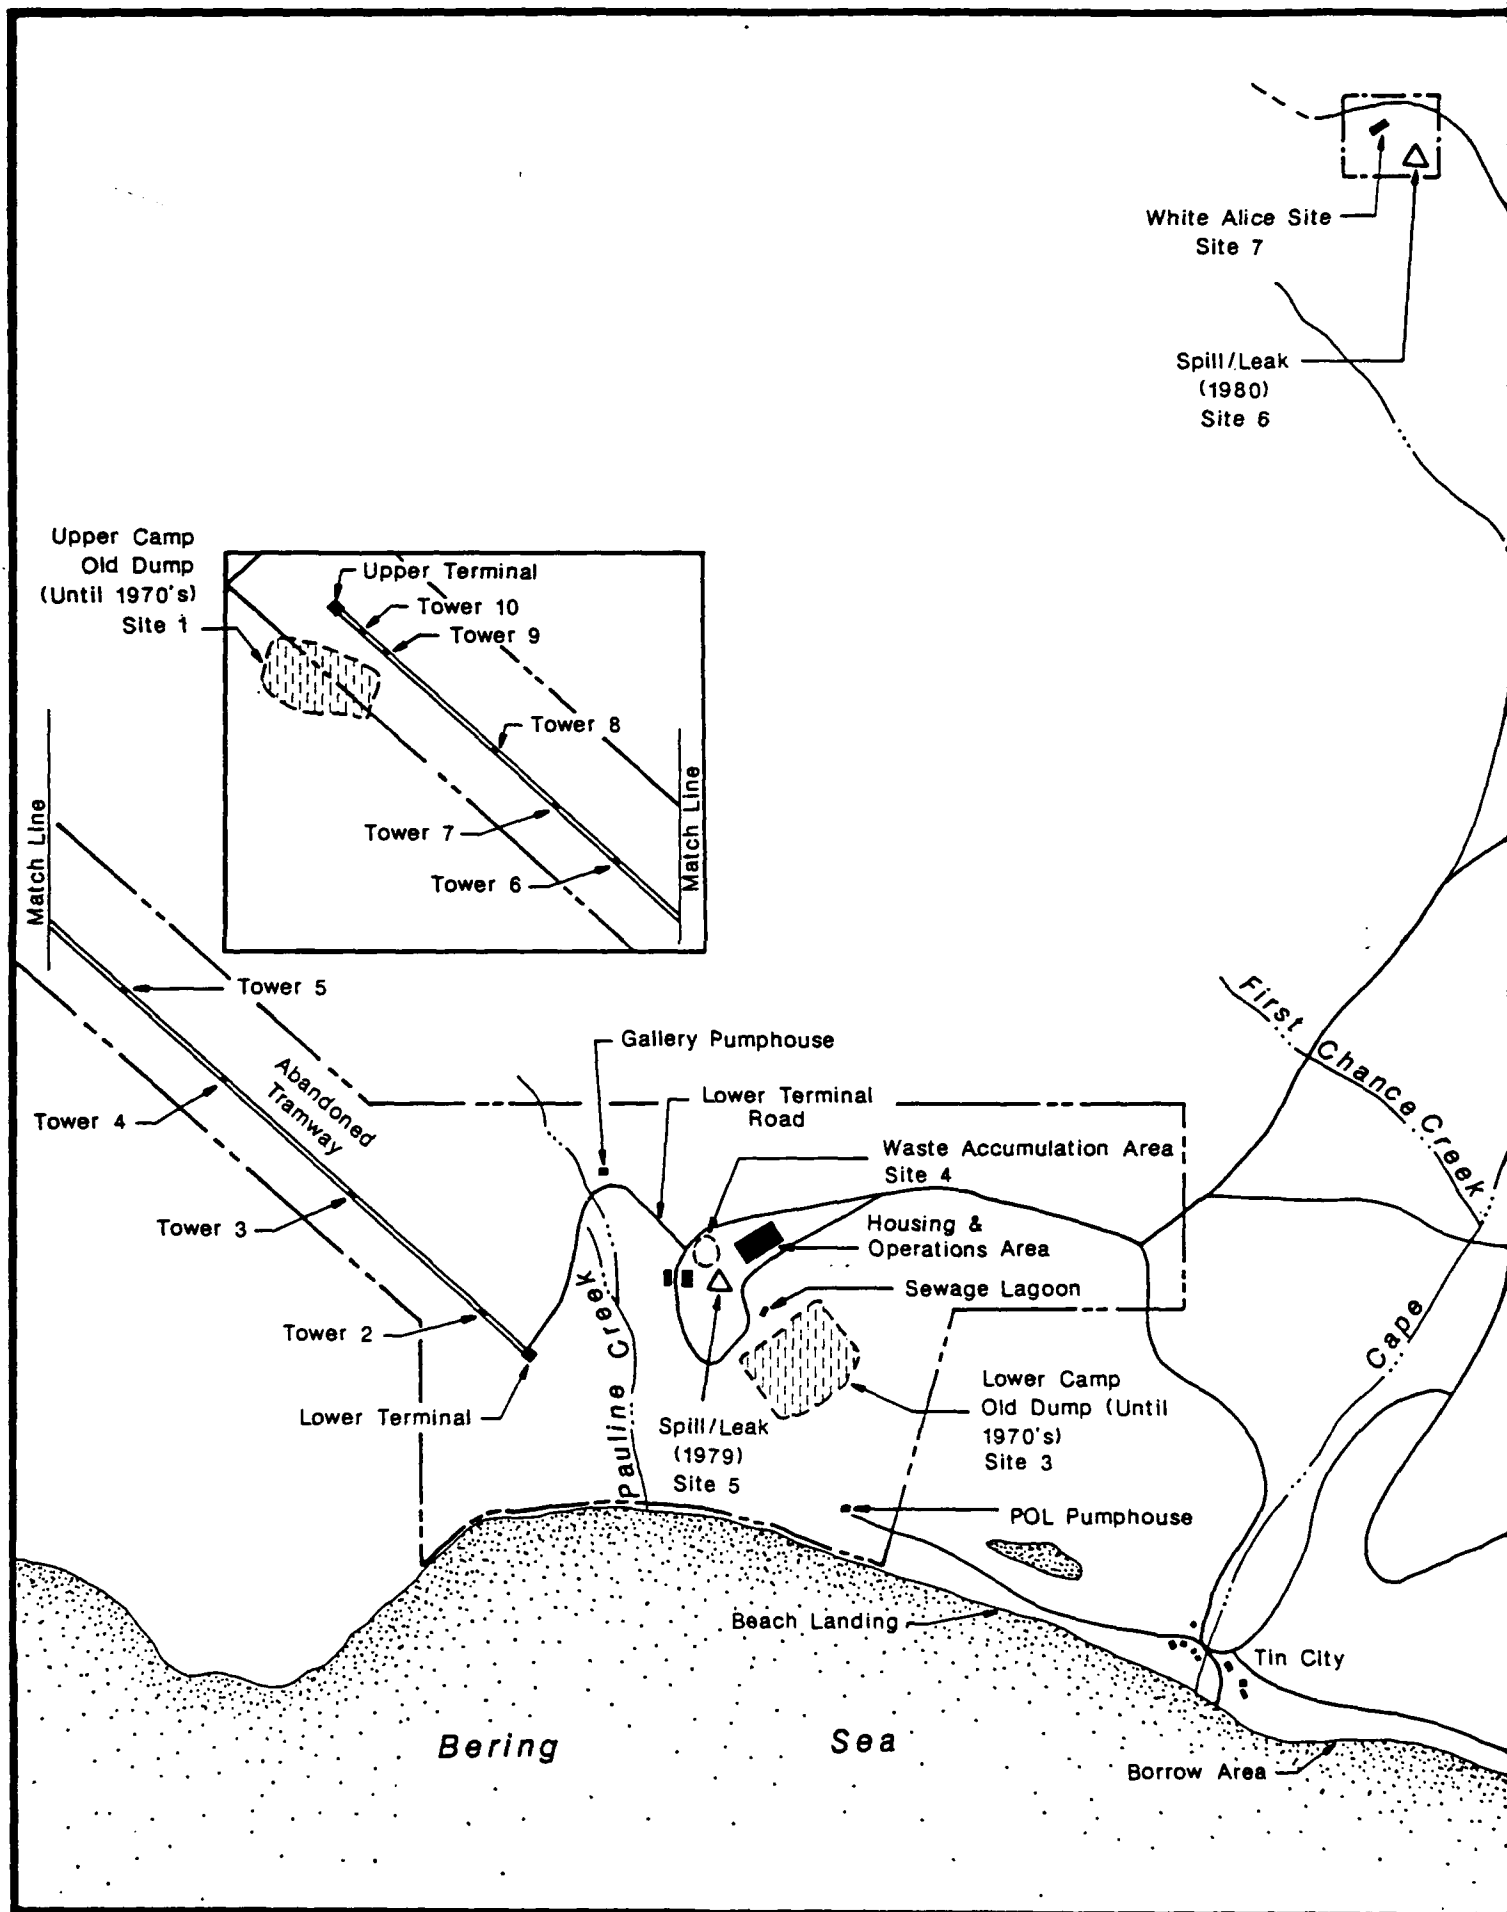 White Alice Site
Site 7
Spill/Leak
(1980)
Site 6
Upper Camp
Old Dump
(Until 1970's)
Site 1
Upper Terminal
Tower 10
Tower 9
Tower 8
Tower 7
Tower 6
Match Line
Match Line
Tower 5
Tower 4
Abandoned
Tramway
Tower 3
Tower 2
Lower Terminal
Gallery Pumphouse
Lower Terminal
Road
Waste Accumulation Area
Site 4
Housing &
Operations Area
Sewage Lagoon
Pauline Creek
Spill/Leak
(1979)
Site 5
Lower Camp
Old Dump (Until
1970's)
Site 3
POL Pumphouse
First Chance Creek
Cape
Beach Landing
Tin City
Borrow Area
Bering Sea